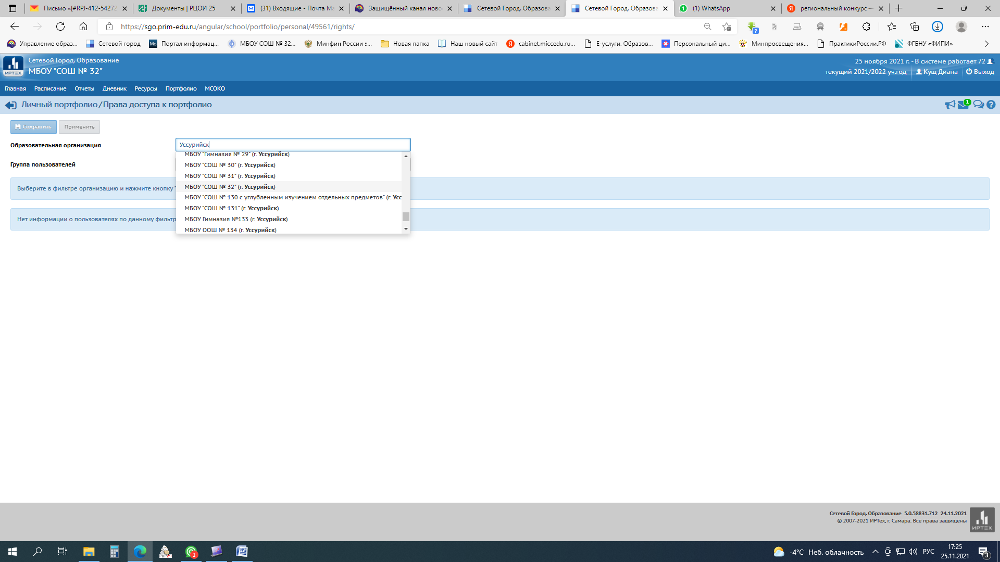 Письмо «[#RPJ-412-54272
Документы | РЦОИ 25
(31) Входящие - Почта Ma
Защищённый канал ново
Сетевой Город. Образова
Сетевой Город. Образова
(1) WhatsApp
региональный конкурс —
https://sgo.prim-edu.ru/angular/school/portfolio/personal/49561/rights/
Управление образ...
Сетевой город
Портал информац...
МБОУ СОШ № 32...
Минфин России ::...
Новая папка
Наш новый сайт
cabinet.miccedu.ru...
Е-услуги. Образов...
Персональный ци...
Минпросвещения...
ПрактикиРоссии.РФ
ФГБНУ «ФИПИ»
ИРТЕХ
Сетевой Город. Образование
МБОУ "СОШ № 32"
25 ноября 2021 г. - В системе работает 72
текущий 2021/2022 уч.год
Кущ Диана
Выход
Главная Расписание Отчеты Дневник Ресурсы Портфолио МСОКО
Личный портфолио/Права доступа к портфолио
1
Сохранить
Применить
Образовательная организация
Уссурийск
МБОУ "Гимназия № 29" (г. Уссурийск)
МБОУ "СОШ № 30" (г. Уссурийск)
МБОУ "СОШ № 31" (г. Уссурийск)
МБОУ "СОШ № 32" (г. Уссурийск)
МБОУ "СОШ № 130 с углубленным изучением отдельных предметов" (г. Усс
МБОУ "СОШ № 131" (г. Уссурийск)
МБОУ Гимназия №133 (г. Уссурийск)
МБОУ ООШ № 134 (г. Уссурийск)
Группа пользователей
Выберите в фильтре организацию и нажмите кнопку "
Нет информации о пользователях по данному фильтр
Сетевой Город. Образование 5.0.58831.712 24.11.2021
© 2007-2021 ИРТех, г. Самара. Все права защищены
ИРТЕХ
-4°C Неб. облачность
РУС
17:25
25.11.2021
3